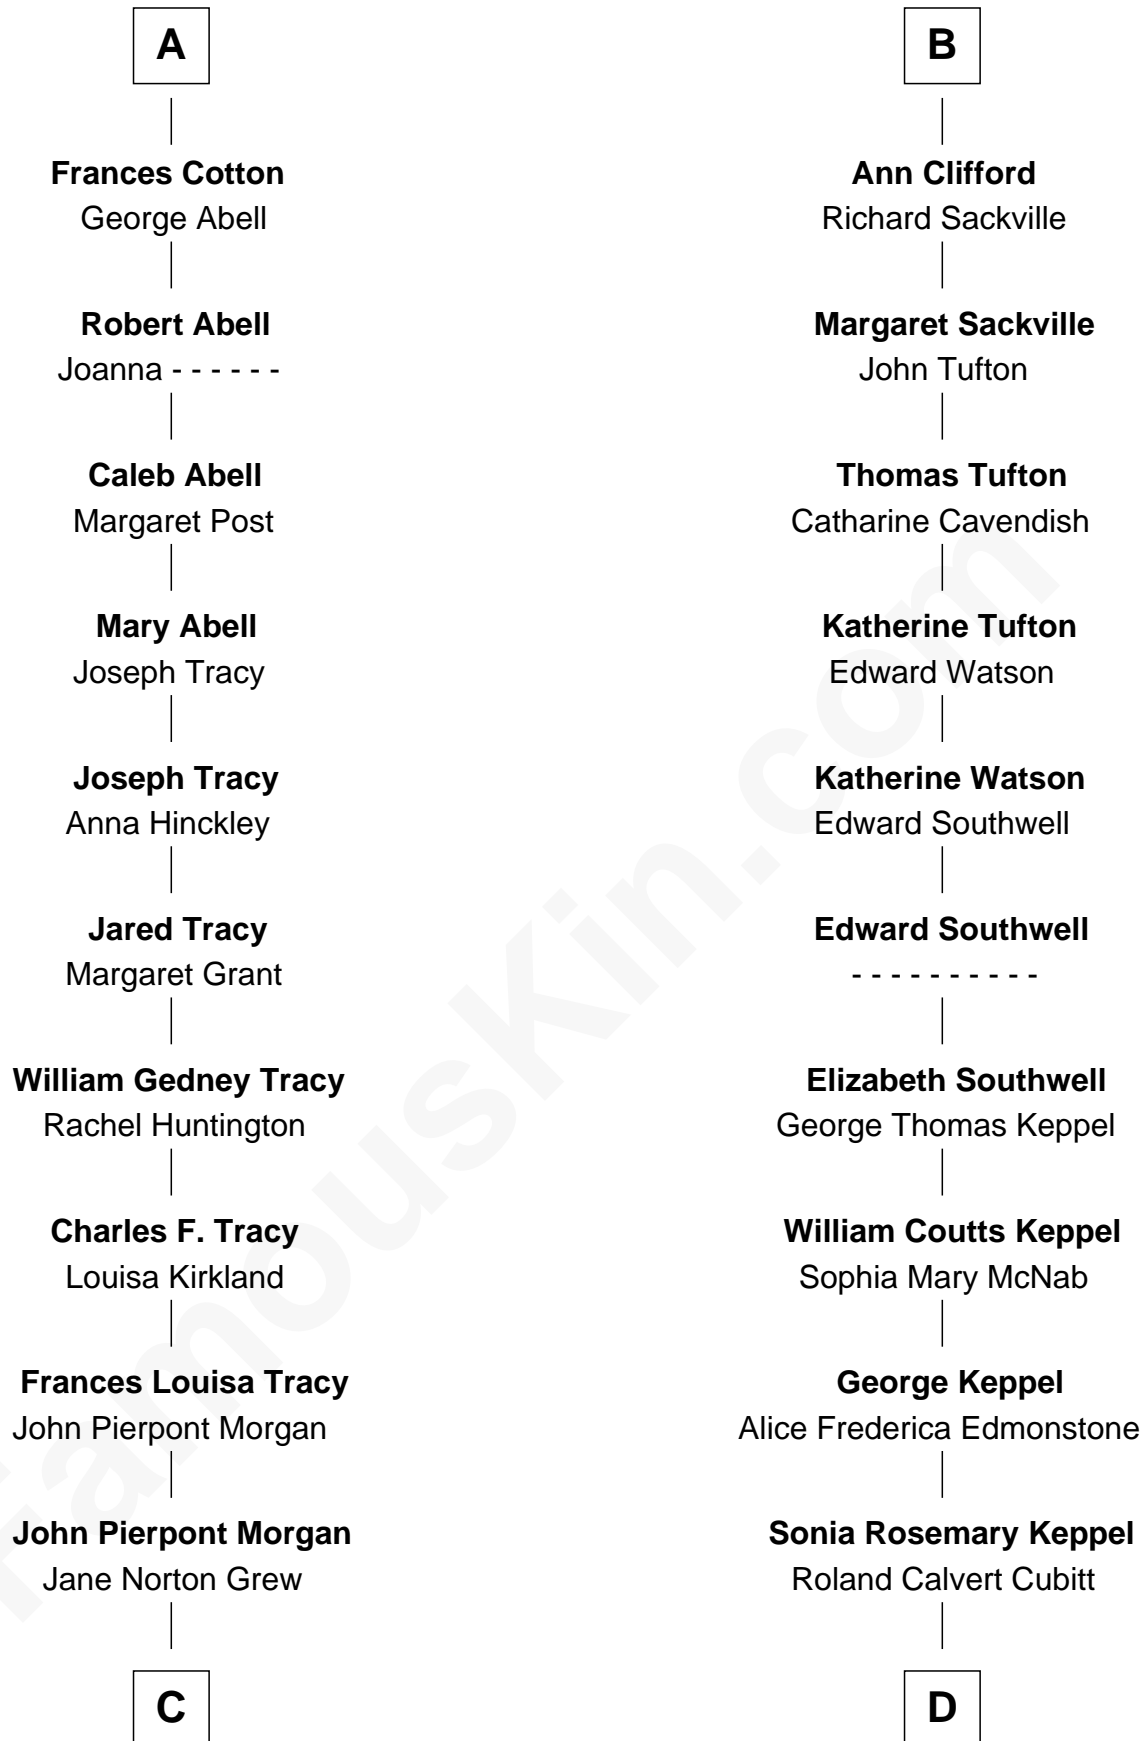 A
Frances Cotton
George Abell
Robert Abell
Joanna - - - - - -
Caleb Abell
Margaret Post
Mary Abell
Joseph Tracy
Joseph Tracy
Anna Hinckley
Jared Tracy
Margaret Grant
William Gedney Tracy
Rachel Huntington
Charles F. Tracy
Louisa Kirkland
Frances Louisa Tracy
John Pierpont Morgan
John Pierpont Morgan
Jane Norton Grew
C
B
Ann Clifford
Richard Sackville
Margaret Sackville
John Tufton
Thomas Tufton
Catharine Cavendish
Katherine Tufton
Edward Watson
Katherine Watson
Edward Southwell
Edward Southwell
- - - - - - - - - -
Elizabeth Southwell
George Thomas Keppel
William Coutts Keppel
Sophia Mary McNab
George Keppel
Alice Frederica Edmonstone
Sonia Rosemary Keppel
Roland Calvert Cubitt
D
FamousKin.com